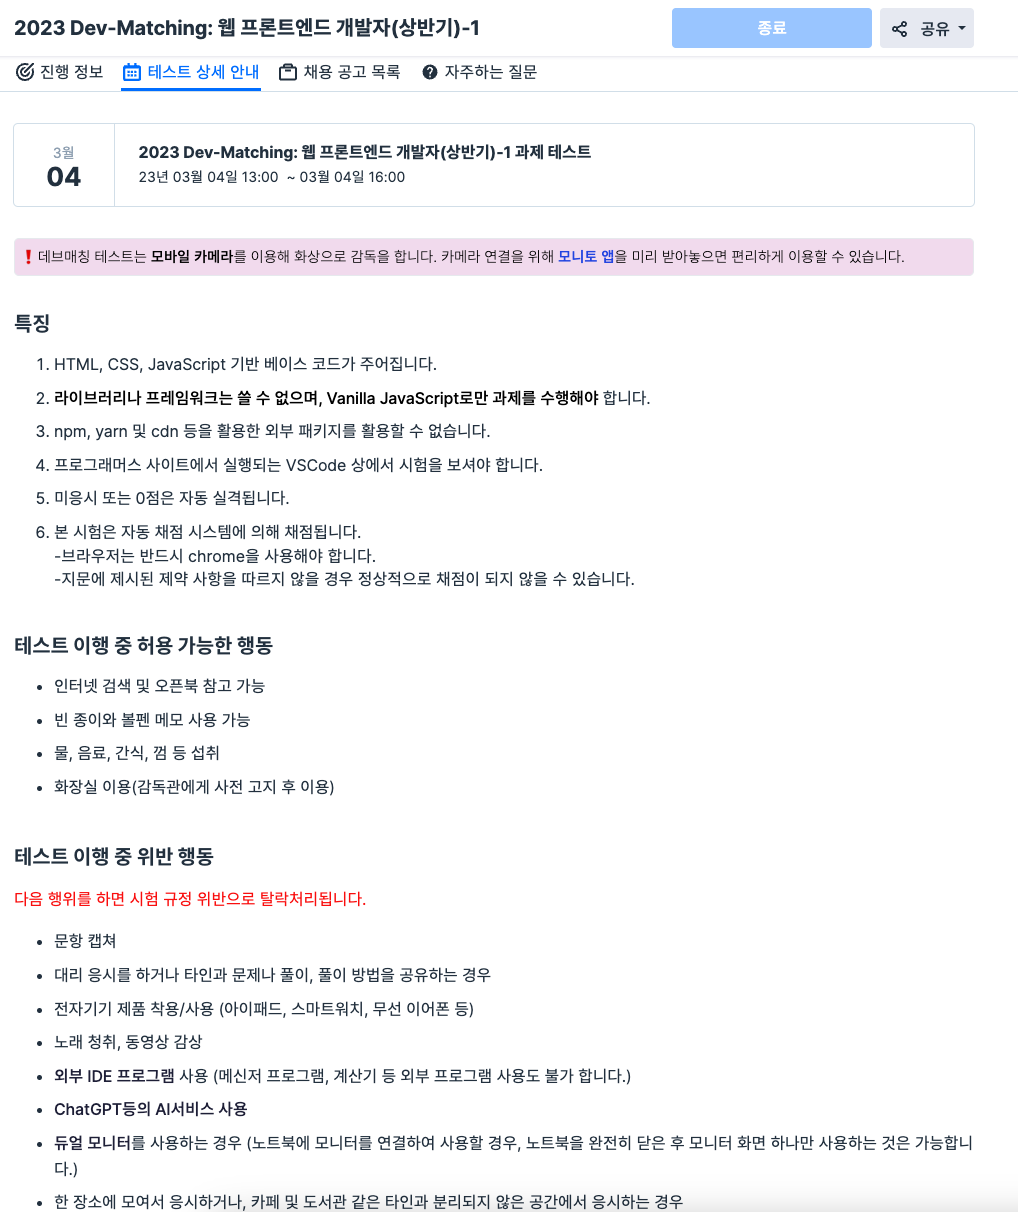 2023 Dev-Matching: 웹 프론트엔드 개발자(상반기)-1
종료
공유
진행 정보
테스트 상세 안내
채용 공고 목록
자주하는 질문
3월
04
2023 Dev-Matching: 웹 프론트엔드 개발자(상반기)-1 과제 테스트
23년 03월 04일 13:00 ~ 03월 04일 16:00
❗데브매칭 테스트는 모바일 카메라를 이용해 화상으로 감독을 합니다. 카메라 연결을 위해 모니토 앱을 미리 받아놓으면 편리하게 이용할 수 있습니다.
특징
1. HTML, CSS, JavaScript 기반 베이스 코드가 주어집니다.
2. 라이브러리나 프레임워크는 쓸 수 없으며, Vanilla JavaScript로만 과제를 수행해야 합니다.
3. npm, yarn 및 cdn 등을 활용한 외부 패키지를 활용할 수 없습니다.
4. 프로그래머스 사이트에서 실행되는 VSCode 상에서 시험을 보셔야 합니다.
5. 미응시 또는 0점은 자동 실격됩니다.
6. 본 시험은 자동 채점 시스템에 의해 채점됩니다.
-브라우저는 반드시 chrome을 사용해야 합니다.
-지문에 제시된 제약 사항을 따르지 않을 경우 정상적으로 채점이 되지 않을 수 있습니다.
테스트 이행 중 허용 가능한 행동
• 인터넷 검색 및 오픈북 참고 가능
• 빈 종이와 볼펜 메모 사용 가능
• 물, 음료, 간식, 껌 등 섭취
• 화장실 이용(감독관에게 사전 고지 후 이용)
테스트 이행 중 위반 행동
다음 행위를 하면 시험 규정 위반으로 탈락처리됩니다.
• 문항 캡쳐
• 대리 응시를 하거나 타인과 문제나 풀이, 풀이 방법을 공유하는 경우
• 전자기기 제품 착용/사용 (아이패드, 스마트워치, 무선 이어폰 등)
• 노래 청취, 동영상 감상
• 외부 IDE 프로그램 사용 (메신저 프로그램, 계산기 등 외부 프로그램 사용도 불가 합니다.)
• ChatGPT등의 AI서비스 사용
• 듀얼 모니터를 사용하는 경우 (노트북에 모니터를 연결하여 사용할 경우, 노트북을 완전히 닫은 후 모니터 화면 하나만 사용하는 것은 가능합니
다.)
• 한 장소에 모여서 응시하거나, 카페 및 도서관 같은 타인과 분리되지 않은 공간에서 응시하는 경우